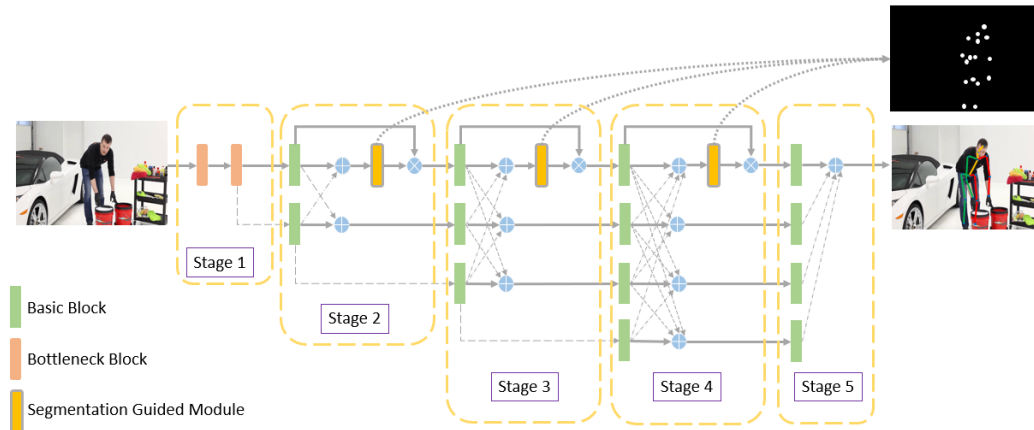 Stage 1
Stage 2
Stage 3
Stage 4
Stage 5
Basic Block
Bottleneck Block
Segmentation Guided Module